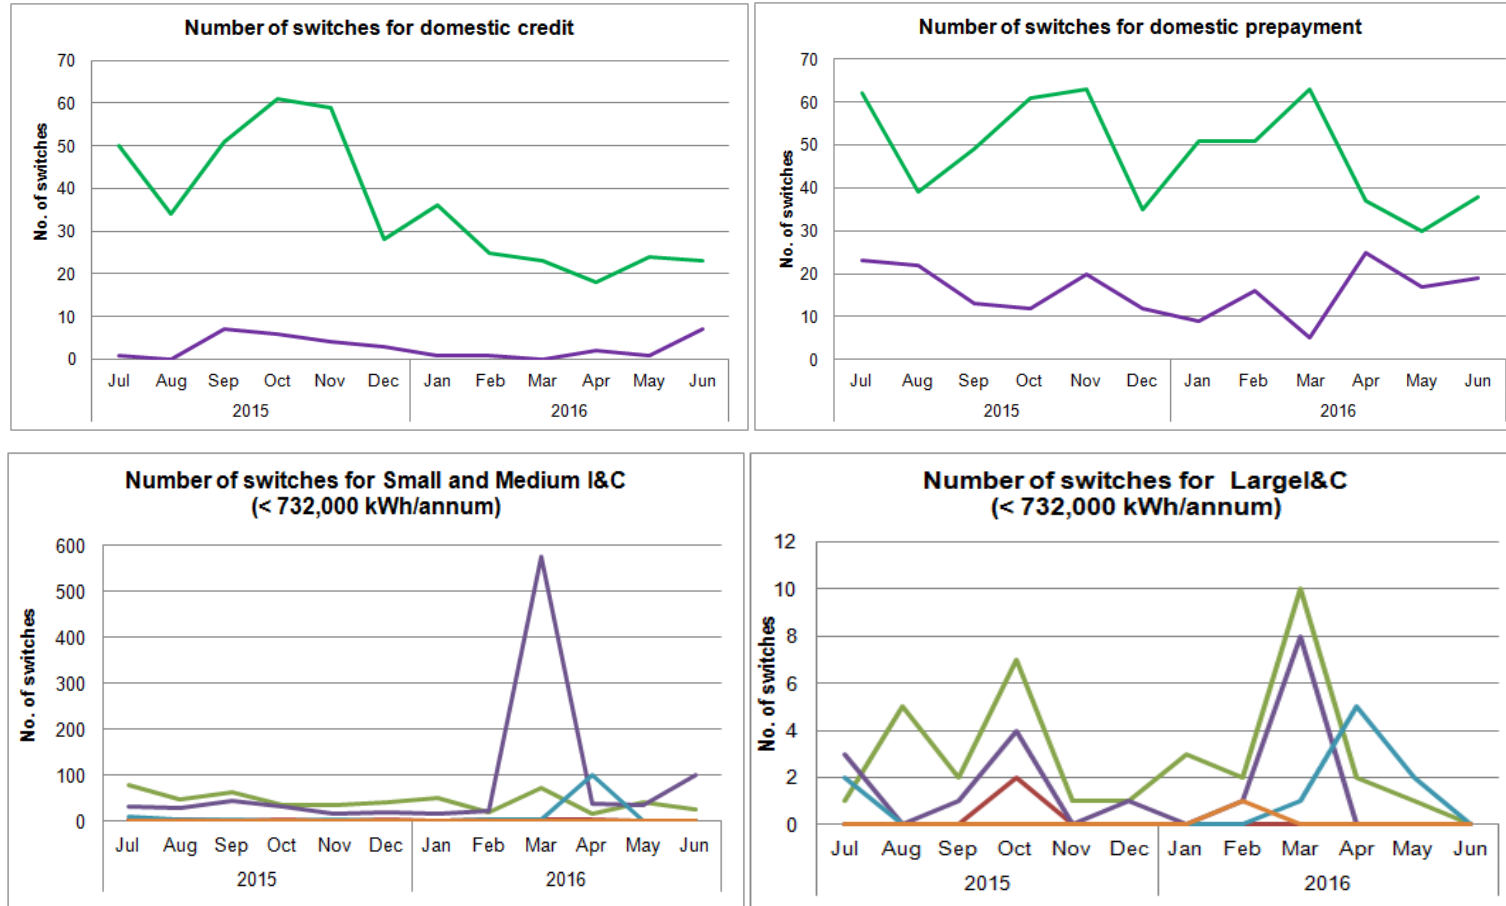 Number of switches for domestic credit
70
60
50
40
30
20
10
0
No. of switches
Jul Aug Sep Oct Nov Dec Jan Feb Mar Apr May Jun
2015 2016
Number of switches for domestic prepayment
70
60
50
40
30
20
10
0
No. of switches
Jul Aug Sep Oct Nov Dec Jan Feb Mar Apr May Jun
2015 2016
Number of switches for Small and Medium I&C
(< 732,000 kWh/annum)
600
500
400
300
200
100
0
No. of switches
Jul Aug Sep Oct Nov Dec Jan Feb Mar Apr May Jun
2015 2016
Number of switches for LargeI&C
(< 732,000 kWh/annum)
12
10
8
6
4
2
0
No. of switches
Jul Aug Sep Oct Nov Dec Jan Feb Mar Apr May Jun
2015 2016